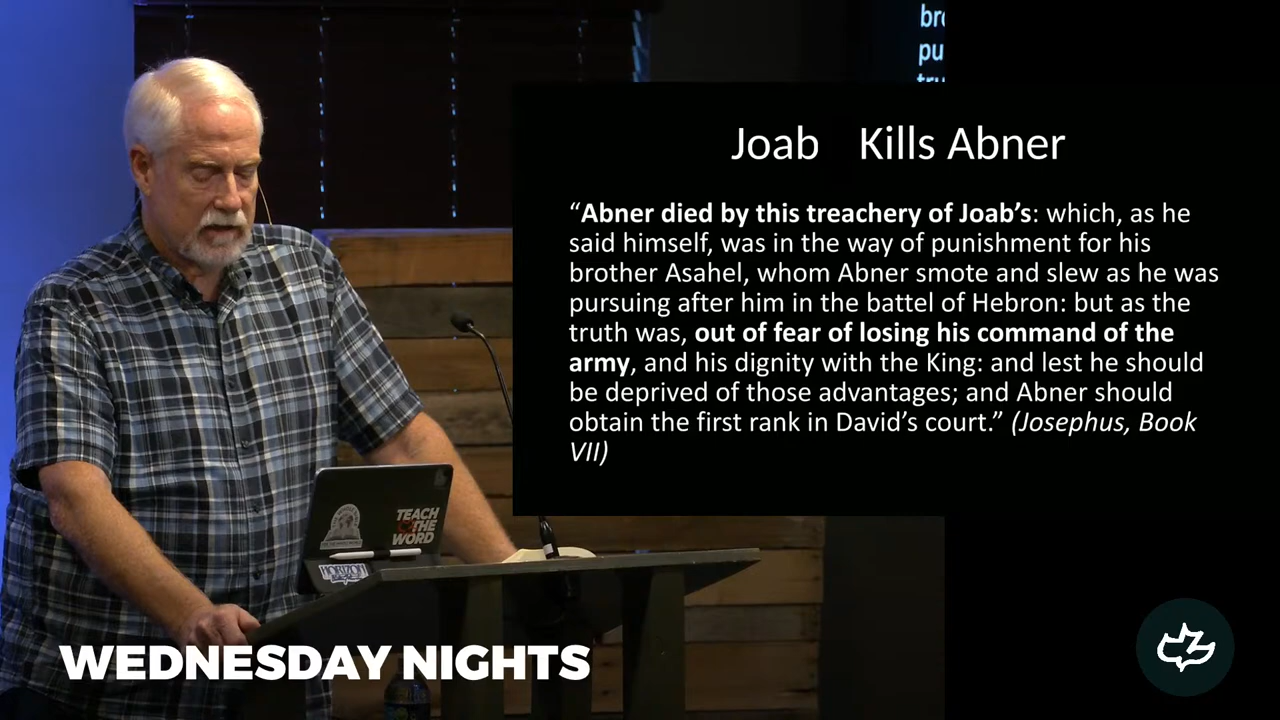 bro
pu
tru
Joab Kills Abner
“Abner died by this treachery of Joab’s: which, as he
said himself, was in the way of punishment for his
brother Asahel, whom Abner smote and slew as he was
pursuing after him in the battel of Hebron: but as the
truth was, out of fear of losing his command of the
army, and his dignity with the King: and lest he should
be deprived of those advantages; and Abner should
obtain the first rank in David’s court.” (Josephus, Book
VII)
TEACH
THE
WORD
HORIZON
WEDNESDAY NIGHTS